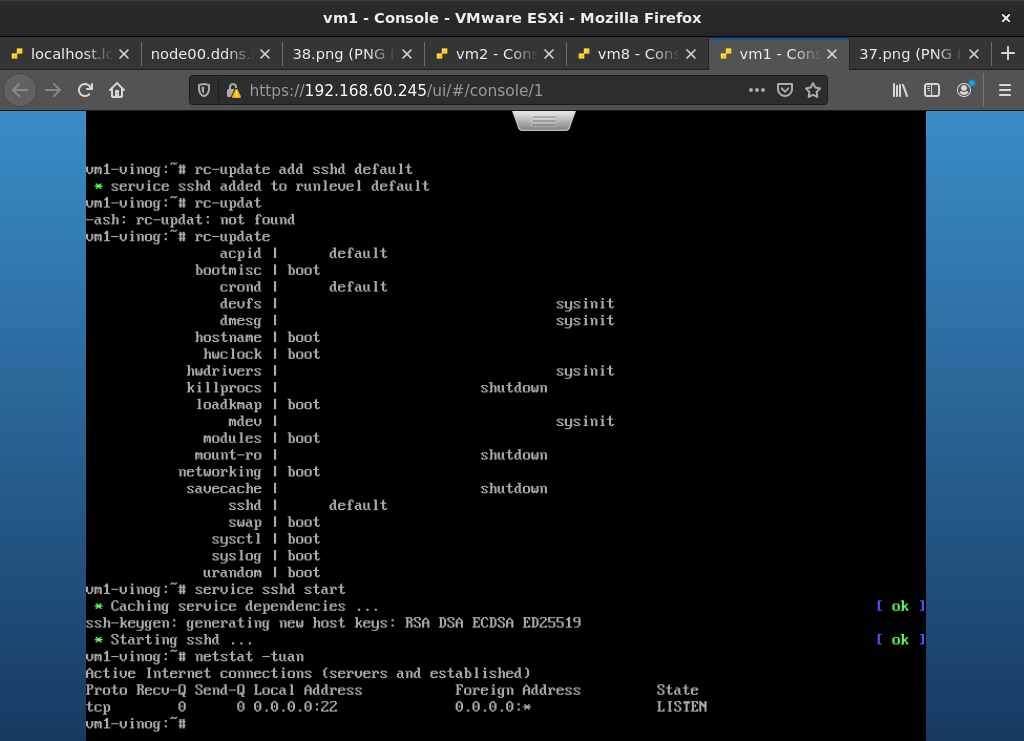 vm1 - Console - VMware ESXi - Mozilla Firefox
localhost.lo
node00.ddns.
38.png (PNG I
vm2 - Cons
vm8 - Cons
vm1 - Cons
37.png (PNG I
https://192.168.60.245/ui/#/console/1
vm1-vinog:~# rc-update add sshd default
* service sshd added to runlevel default
vm1-vinog:~# rc-updat
-ash: rc-updat: not found
vm1-vinog:~# rc-update
acpid | default
bootmisc | boot
crond | default
devfs | sysinit
dmesg | sysinit
hostname | boot
hwclock | boot
hwdrivers | sysinit
killprocs | shutdown
loadkmap | boot
mdev | sysinit
modules | boot
mount-ro | shutdown
networking | boot
savecache | shutdown
sshd | default
swap | boot
sysctl | boot
syslog | boot
urandom | boot
vm1-vinog:~# service sshd start
* Caching service dependencies ... [ ok ]
ssh-keygen: generating new host keys: RSA DSA ECDSA ED25519
* Starting sshd ... [ ok ]
vm1-vinog:~# netstat -tuan
Active Internet connections (servers and established)
Proto Recv-Q Send-Q Local Address Foreign Address State
tcp 0 0 0.0.0.0:22 0.0.0.0:* LISTEN
vm1-vinog:~#